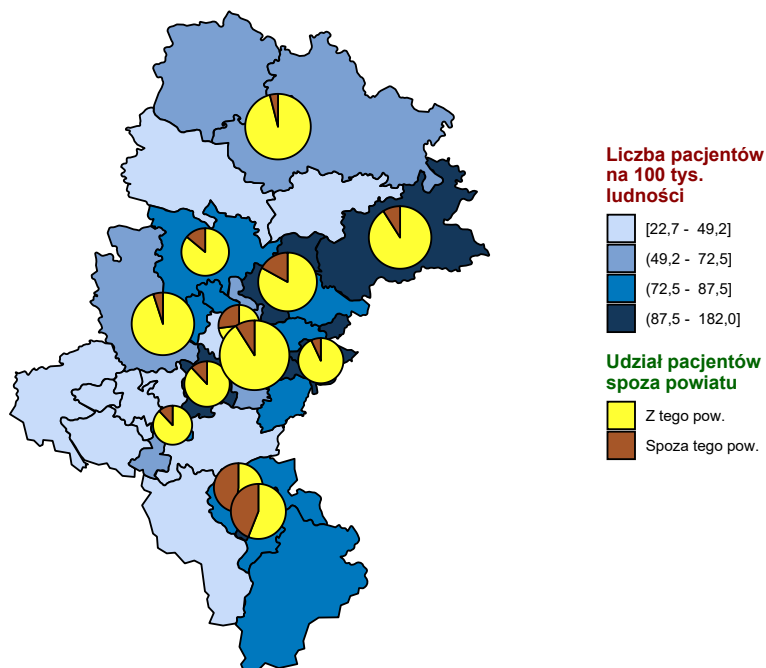 Liczba pacjentów
na 100 tys.
ludności
[22,7 - 49,2]
(49,2 - 72,5]
(72,5 - 87,5]
(87,5 - 182,0]
Udział pacjentów
spoza powiatu
Z tego pow.
Spoza tego pow.